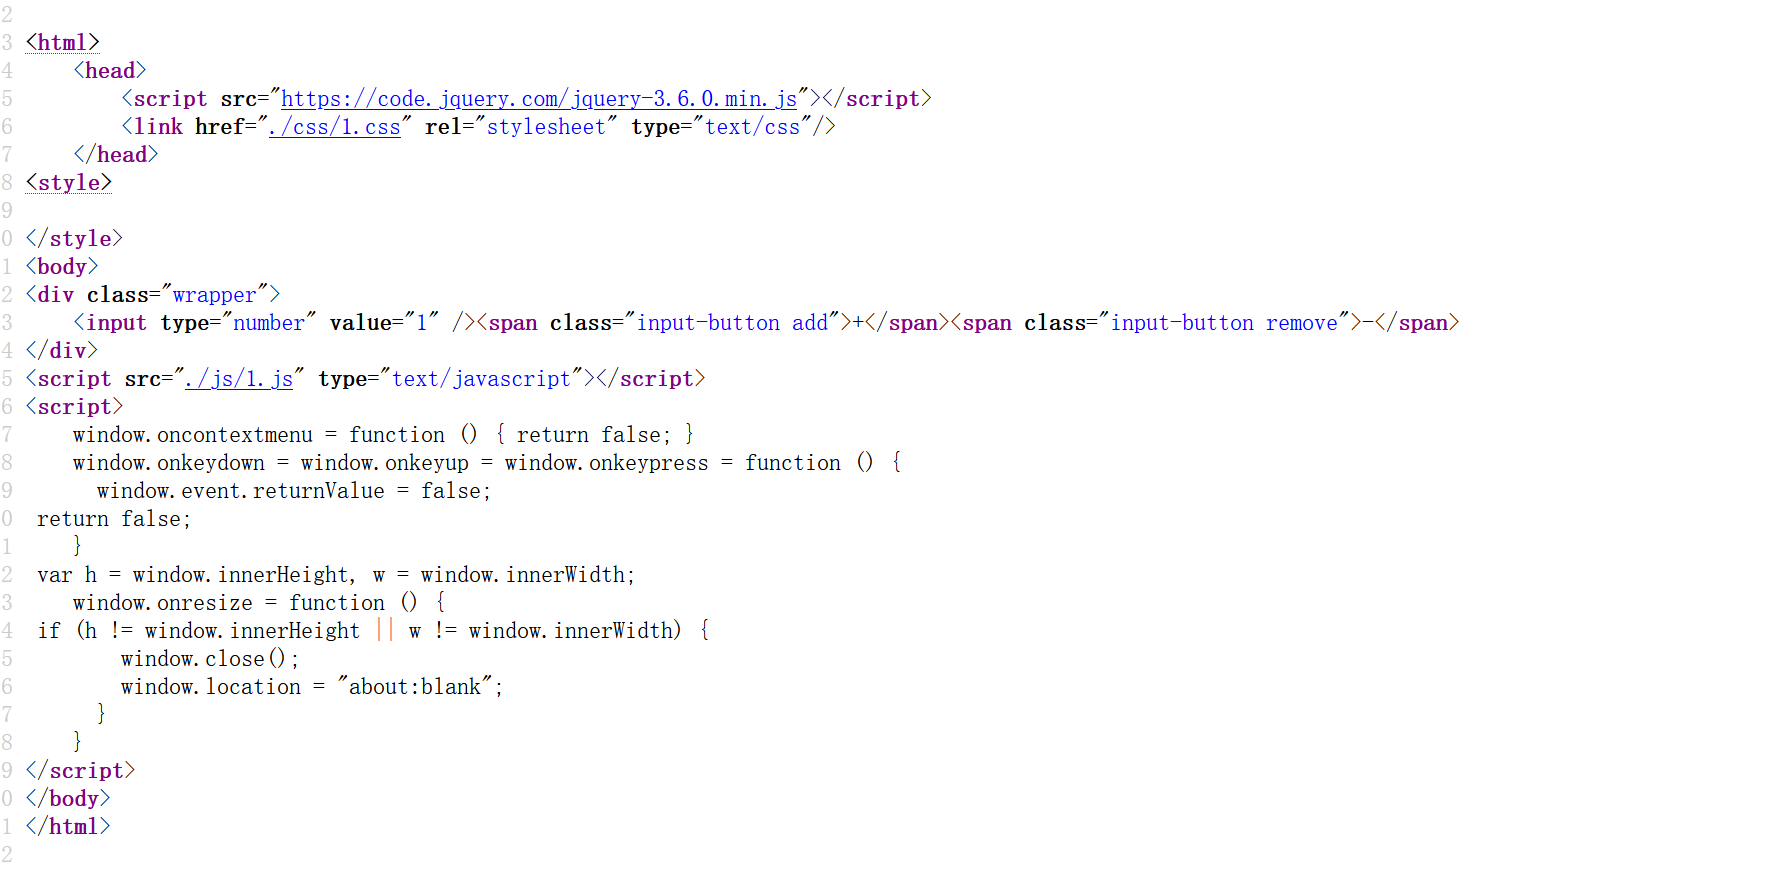 2
3 <html>
4     <head>
5         <script src="https://code.jquery.com/jquery-3.6.0.min.js"></script>
6         <link href="./css/1.css" rel="stylesheet" type="text/css"/>
7     </head>
8 <style>
9
0 </style>
1 <body>
2 <div class="wrapper">
3     <input type="number" value="1" /><span class="input-button add">+</span><span class="input-button remove">-</span>
4 </div>
5 <script src="./js/1.js" type="text/javascript"></script>
6 <script>
7     window.oncontextmenu = function () { return false; }
8     window.onkeydown = window.onkeyup = window.onkeypress = function () {
9       window.event.returnValue = false;
0  return false;
1     }
2  var h = window.innerHeight, w = window.innerWidth;
3     window.onresize = function () {
4  if (h != window.innerHeight || w != window.innerWidth) {
5         window.close();
6         window.location = "about:blank";
7       }
8     }
9 </script>
0 </body>
1 </html>
2